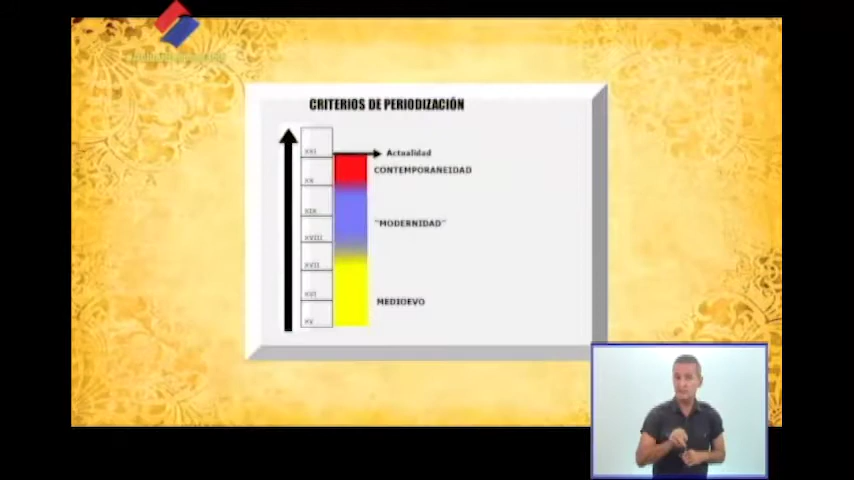 CRITERIOS DE PERIODIZACIÓN
XXI
Actualidad
CONTEMPORANEIDAD
XX
XIX
"MODERNIDAD"
XVIII
XVII
XVI
MEDIOEVO
XV